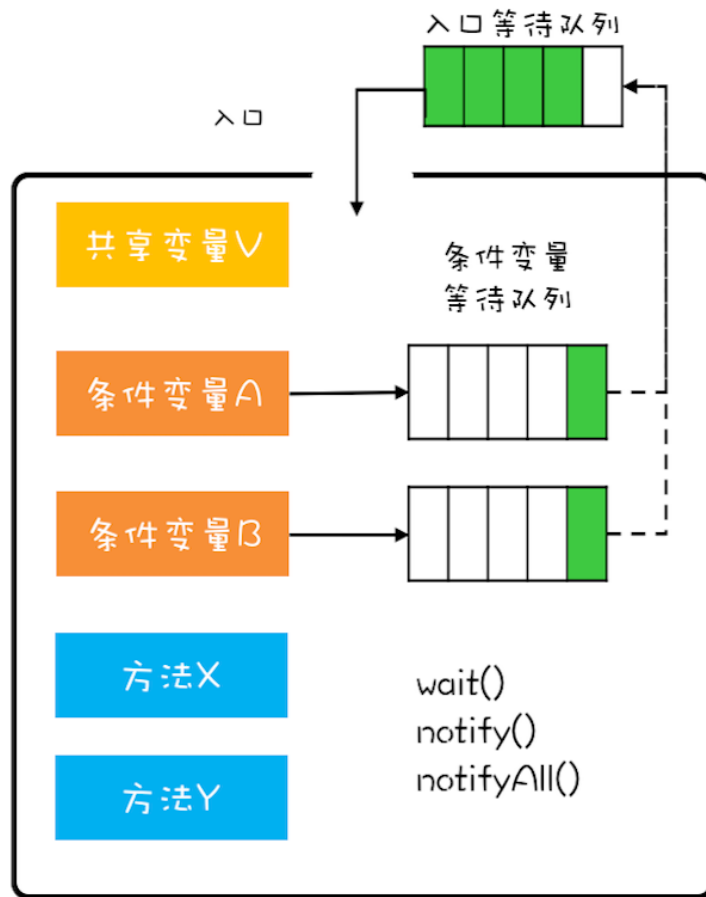 入口等待队列
入口
共享变量V
条件变量
等待队列
条件变量A
条件变量B
方法X
wait()
notify()
notifyAll()
方法Y